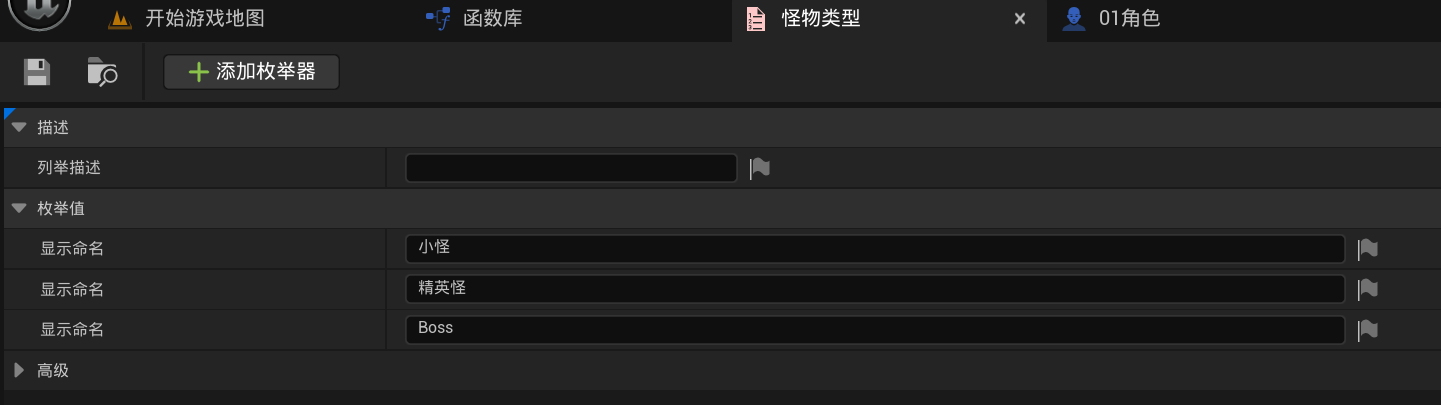 开始游戏地图
函数库
怪物类型
01角色
添加枚举器
描述
列举描述
枚举值
显示命名
小怪
显示命名
精英怪
显示命名
Boss
高级